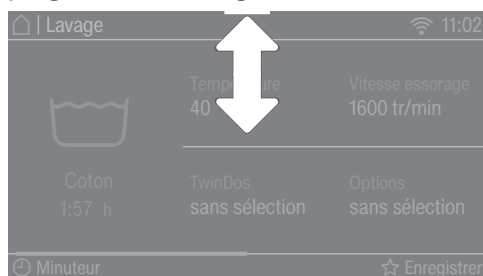 Lavage 11:02
Température Vitesse essorage
40 1600 tr/min
Coton TwinDos Options
1:57 h sans sélection sans sélection
Minuteur Enregistrer